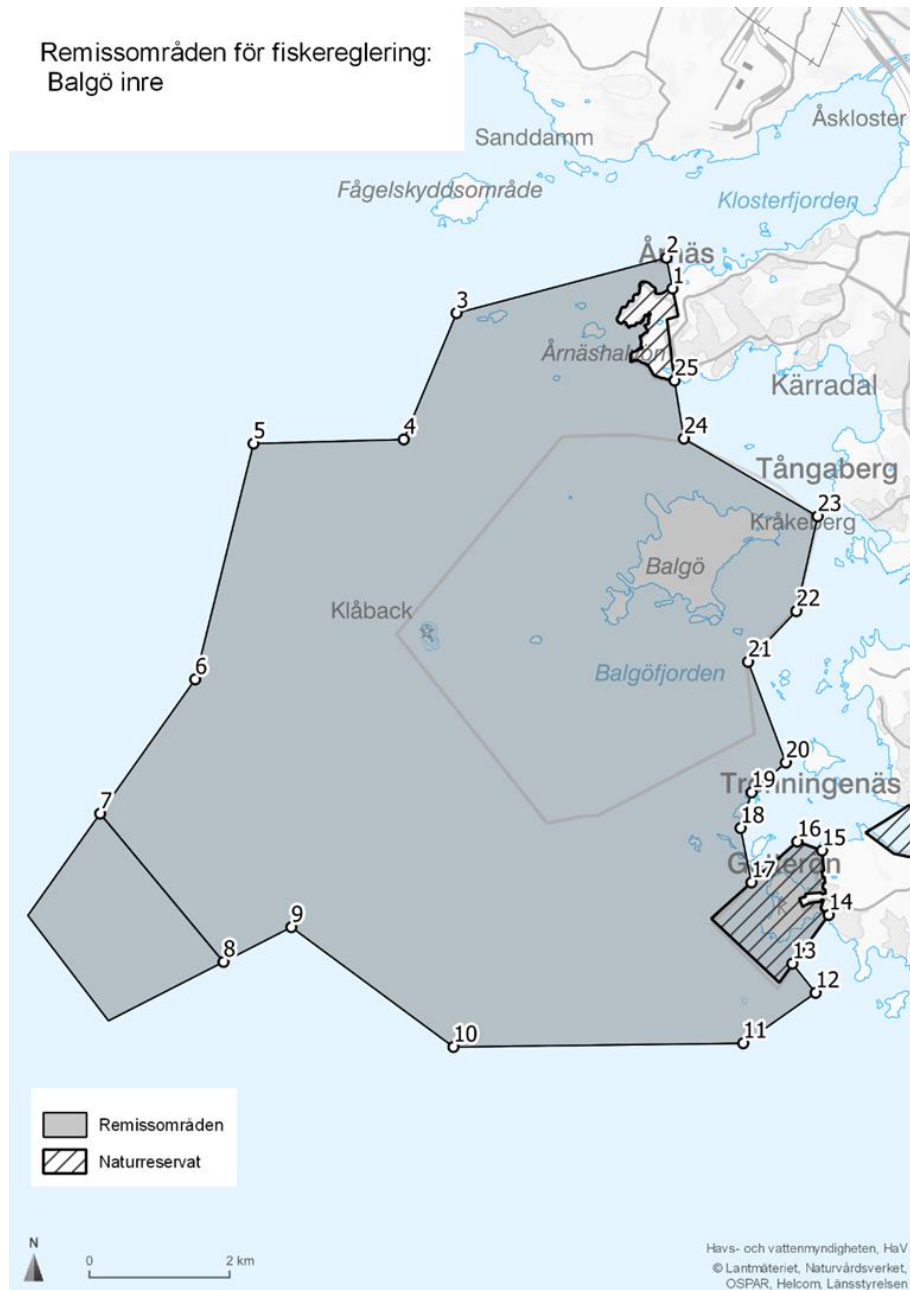 Remissområden för fiskereglering:
Balgö inre
Åskloster
Sanddamm
Fågelskyddsområde
Klosterfjorden
2
Årnäs
1
3
Årnäshalvön
25
Kärradal
24
4
5
Tångaberg
23
Kråkeberg
Balgö
Klåback
22
21
Balgöfjorden
6
20
Trönningenäs
19
7
18
16
15
Getterön
17
14
9
13
8
12
11
10
Remissområden
Naturreservat
N
0 2 km
Havs- och vattenmyndigheten, HaV
© Lantmäteriet, Naturvårdsverket,
OSPAR, Helcom, Länsstyrelsen